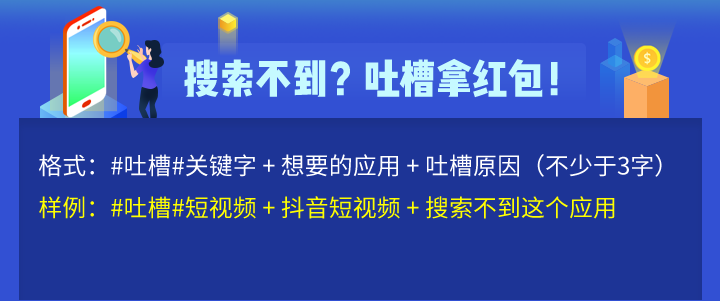 搜索不到？吐槽拿红包！
格式：#吐槽#关键字 + 想要的应用 + 吐槽原因（不少于3字）
样例：#吐槽#短视频 + 抖音短视频 + 搜索不到这个应用